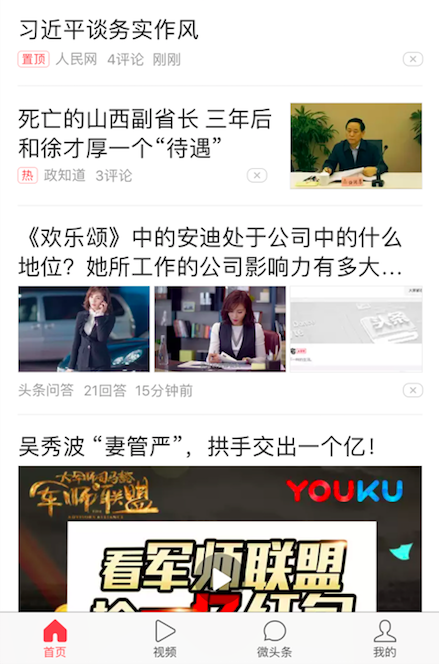 习近平谈务实作风
置顶 人民网 4评论 刚刚
死亡的山西副省长 三年后
和徐才厚一个“待遇”
热 政知道 3评论
《欢乐颂》中的安迪处于公司中的什么
地位？她所工作的公司影响力有多大...
头条
头条问答 21回答 15分钟前
吴秀波 “妻管严”，拱手交出一个亿！
军师联盟
YOUKU
看军师联盟
首页 视频 微头条 我的